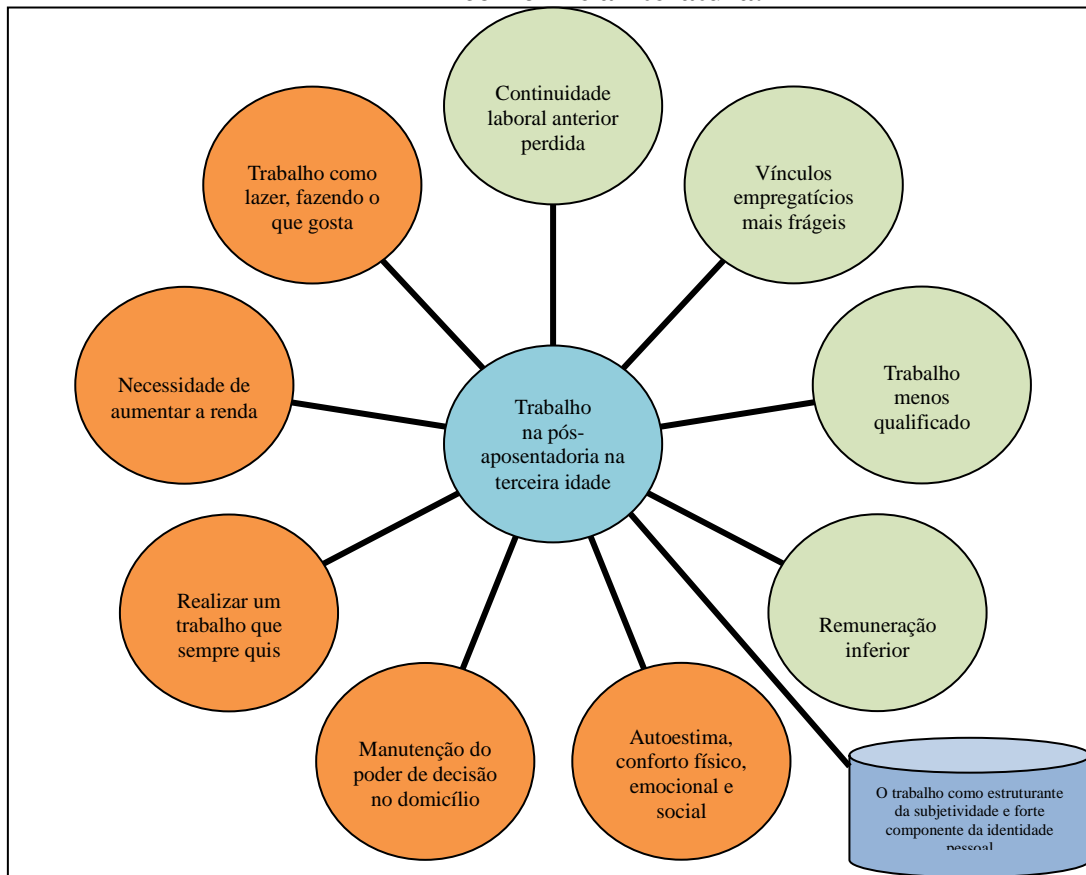 Continuidade
laboral anterior
perdida
Trabalho como
lazer, fazendo o
que gosta
Vínculos
empregatícios
mais frágeis
Necessidade de
aumentar a renda
Trabalho
menos
qualificado
Trabalho
na pós-
aposentadoria na
terceira idade
Realizar um
trabalho que
sempre quis
Remuneração
inferior
Manutenção do
poder de decisão
no domicílio
Autoestima,
conforto físico,
emocional e
social
O trabalho como estruturante
da subjetividade e forte
componente da identidade
pessoal